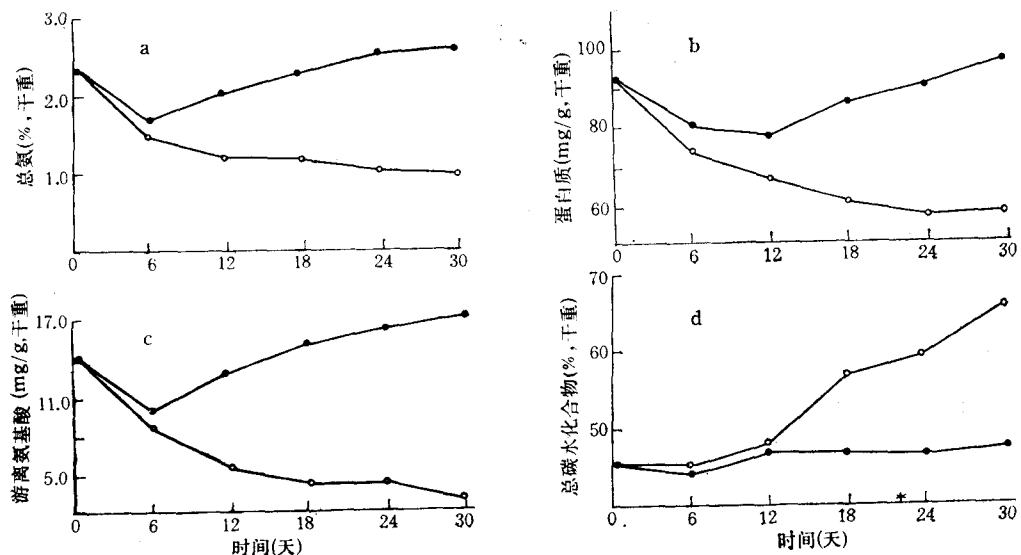 3.0
2.0
1.0
总氨(%,干重)
a
0 6 12 18 24 30
100
80
60
蛋白质(mg/g,干重)
b
0 6 12 18 24 30
17.0
11.0
5.0
游离氨基酸(mg/g,干重)
c
0 6 12 18 24 30
时间(天)
70
60
50
总碳水化合物(%,干重)
d
*
0. 6 12 18 24 30
时间(天)